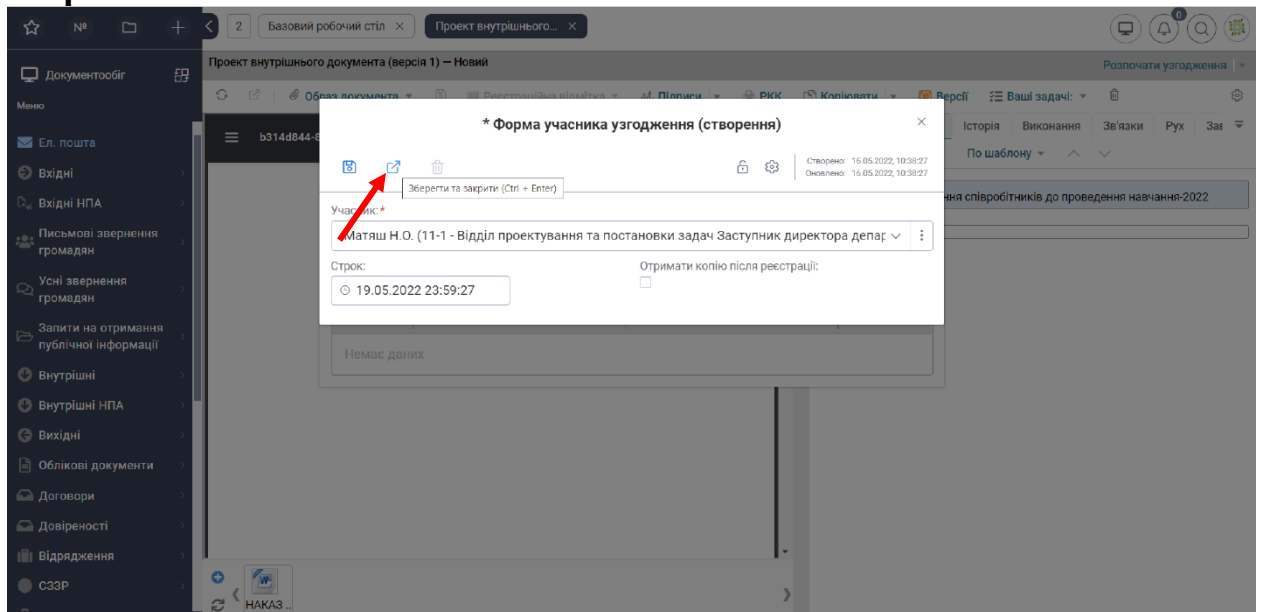 №
2
Базовий робочий стіл ×
Проект внутрішнього... ×
0
Документообіг
Меню
Ел. пошта
Вхідні
Вхідні НПА
Письмові звернення
громадян
Усні звернення
громадян
Запити на отримання
публічної інформації
Внутрішні
Внутрішні НПА
Вихідні
Облікові документи
Договори
Довіреності
Відрядження
СЗЗР
Проект внутрішнього документа (версія 1) — Новий
Розпочати узгодження
Образ документа
Реєстраційна відмітка
Підписи
РКК
Копіювати
Версії
Ваші задачі:
b314d844-8
Історія
Виконання
Зв'язки
Рух
По шаблону
ння співробітників до проведення навчання-2022
* Форма учасника узгодження (створення)
Створено: 16.05.2022, 10:38:27
Оновлено: 16.05.2022, 10:38:27
Зберегти та закрити (Ctrl + Enter)
Учасник:*
Матяш Н.О. (11-1 - Відділ проектування та постановки задач Заступник директора департ
Строк:
Отримати копію після реєстрації:
19.05.2022 23:59:27
Немає даних
НАКАЗ ..